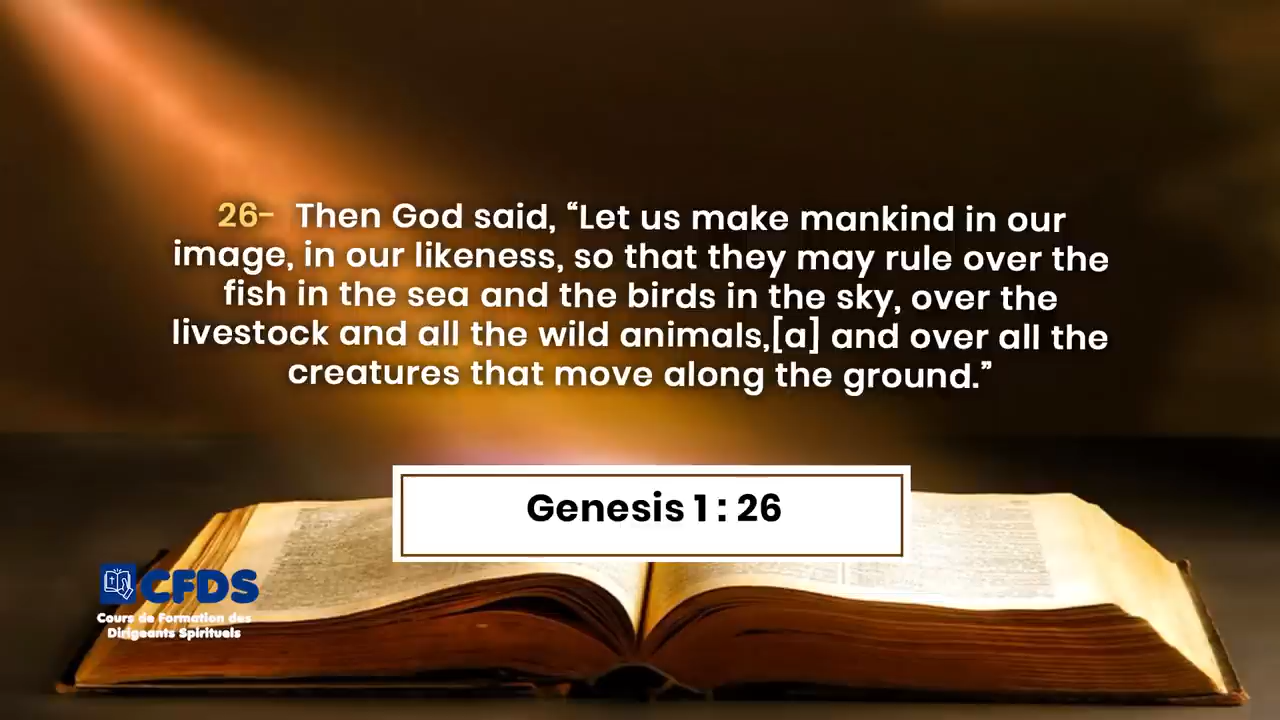 26- Then God said, “Let us make mankind in our
image, in our likeness, so that they may rule over the
fish in the sea and the birds in the sky, over the
livestock and all the wild animals,[a] and over all the
creatures that move along the ground.”
Genesis 1 : 26
CFDS
Cours de Formation des
Dirigeants Spirituels